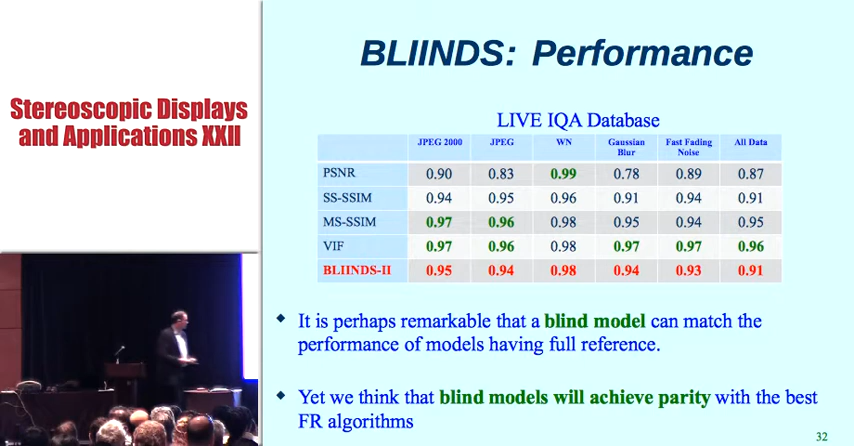 Stereoscopic Displays
and Applications XXII
BLIINDS: Performance
LIVE IQA Database
JPEG 2000 JPEG WN Gaussian Blur Fast Fading Noise All Data
PSNR 0.90 0.83 0.99 0.78 0.89 0.87
SS-SSIM 0.94 0.95 0.96 0.91 0.94 0.91
MS-SSIM 0.97 0.96 0.98 0.95 0.94 0.95
VIF 0.97 0.96 0.98 0.97 0.97 0.96
BLIINDS-II 0.95 0.94 0.98 0.94 0.93 0.91
It is perhaps remarkable that a blind model can match the
performance of models having full reference.
Yet we think that blind models will achieve parity with the best
FR algorithms
32